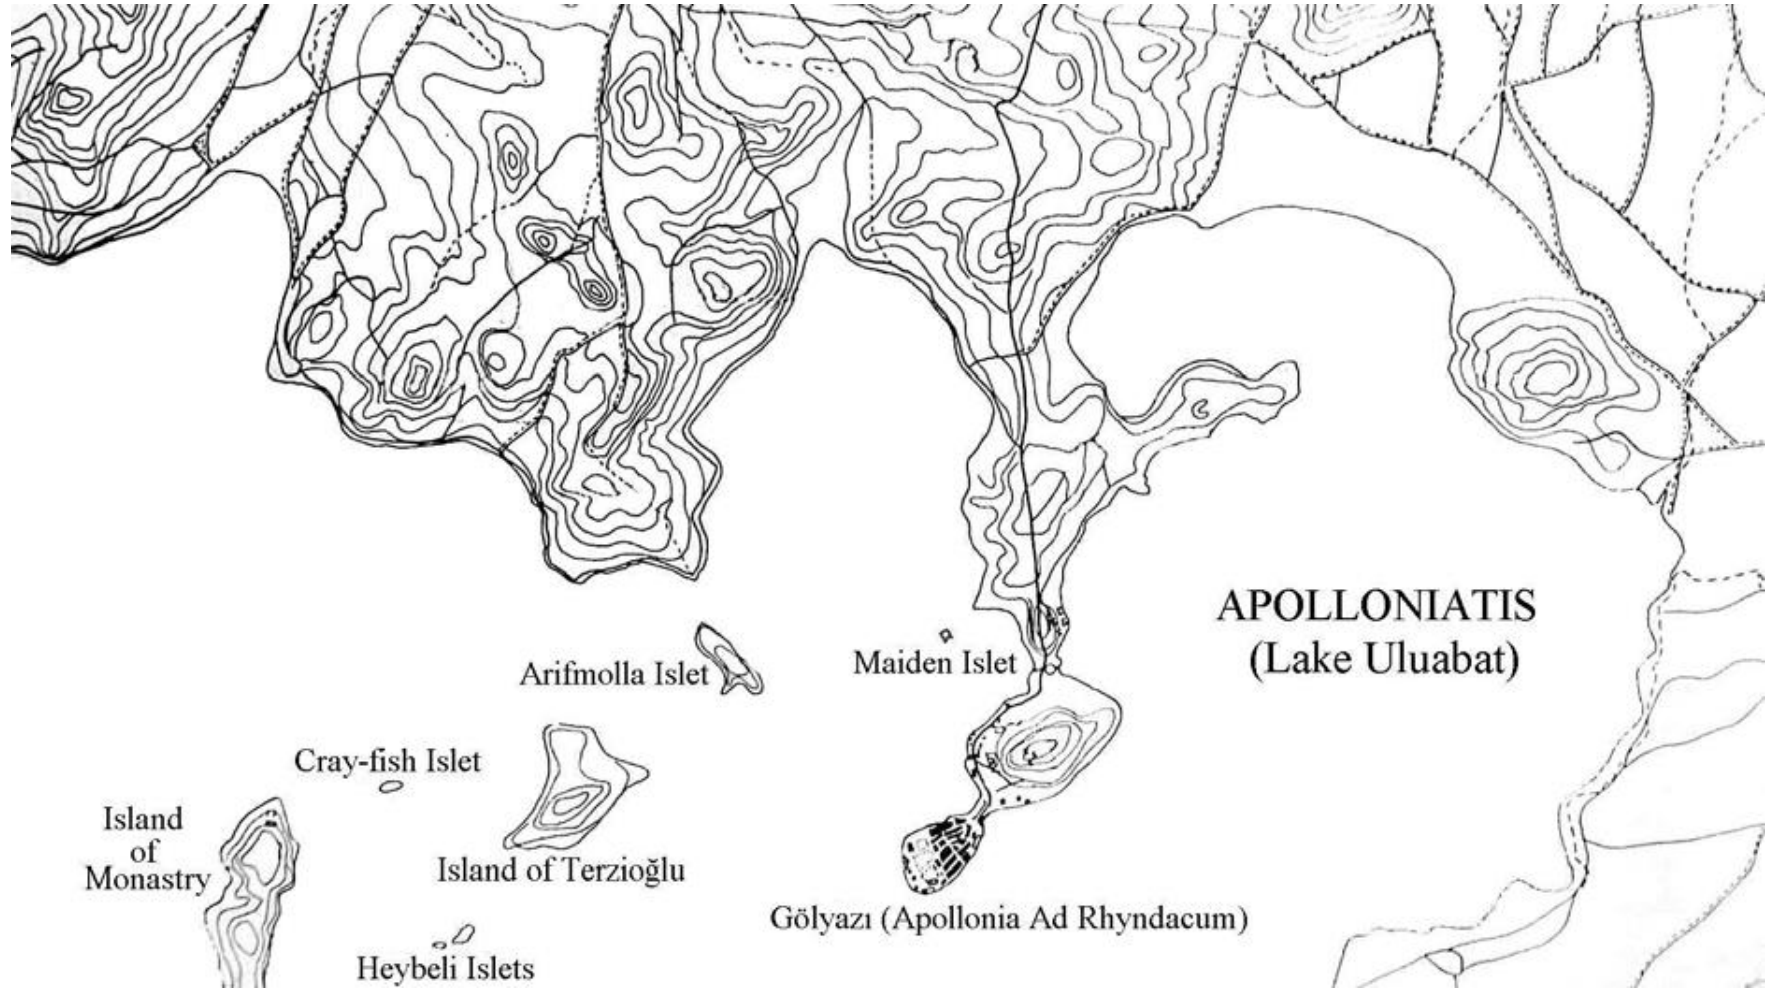 APOLLONIATIS
(Lake Uluabat)
Arifmolla Islet
Maiden Islet
Cray-fish Islet
Island
of
Monastry
Island of Terzioğlu
Gölyazı (Apollonia Ad Rhyndacum)
Heybeli Islets